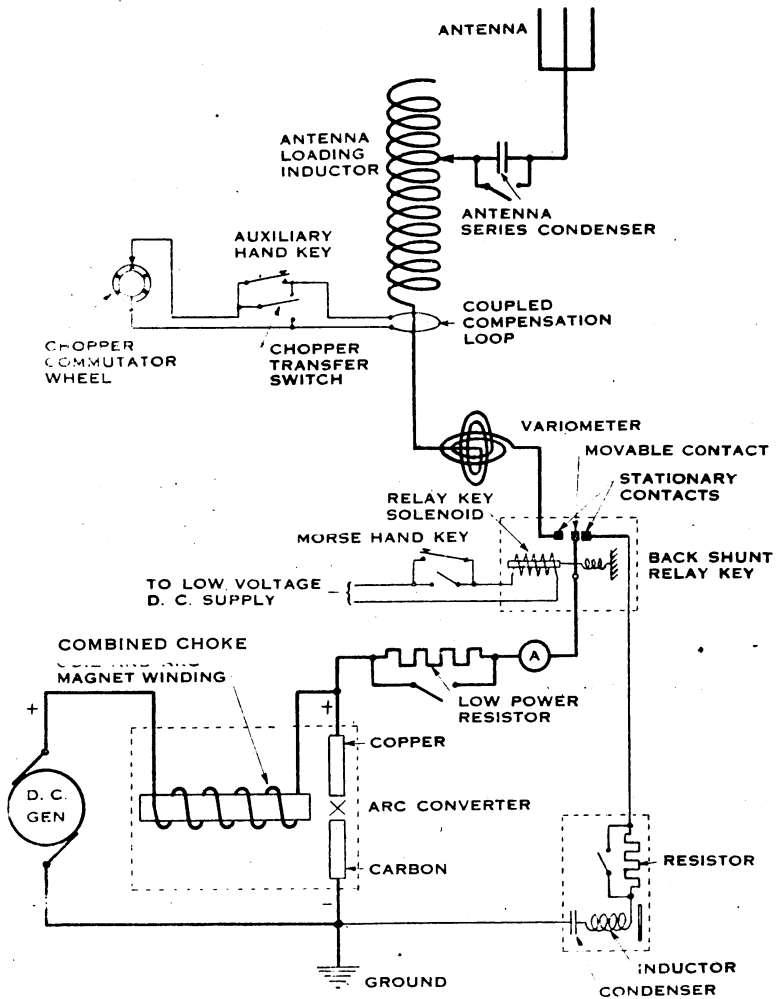 ANTENNA
ANTENNA
LOADING
INDUCTOR
ANTENNA
SERIES CONDENSER
AUXILIARY
HAND KEY
COUPLED
COMPENSATION
LOOP
CHOPPER
COMMUTATOR
WHEEL
CHOPPER
TRANSFER
SWITCH
VARIOMETER
MOVABLE CONTACT
STATIONARY
CONTACTS
RELAY KEY
SOLENOID
MORSE HAND KEY
BACK SHUNT
RELAY KEY
TO LOW VOLTAGE
D. C. SUPPLY
COMBINED CHOKE
MAGNET WINDING
A
LOW POWER
RESISTOR
+
+
COPPER
D. C.
GEN
ARC CONVERTER
CARBON
RESISTOR
-
-
GROUND
INDUCTOR
CONDENSER